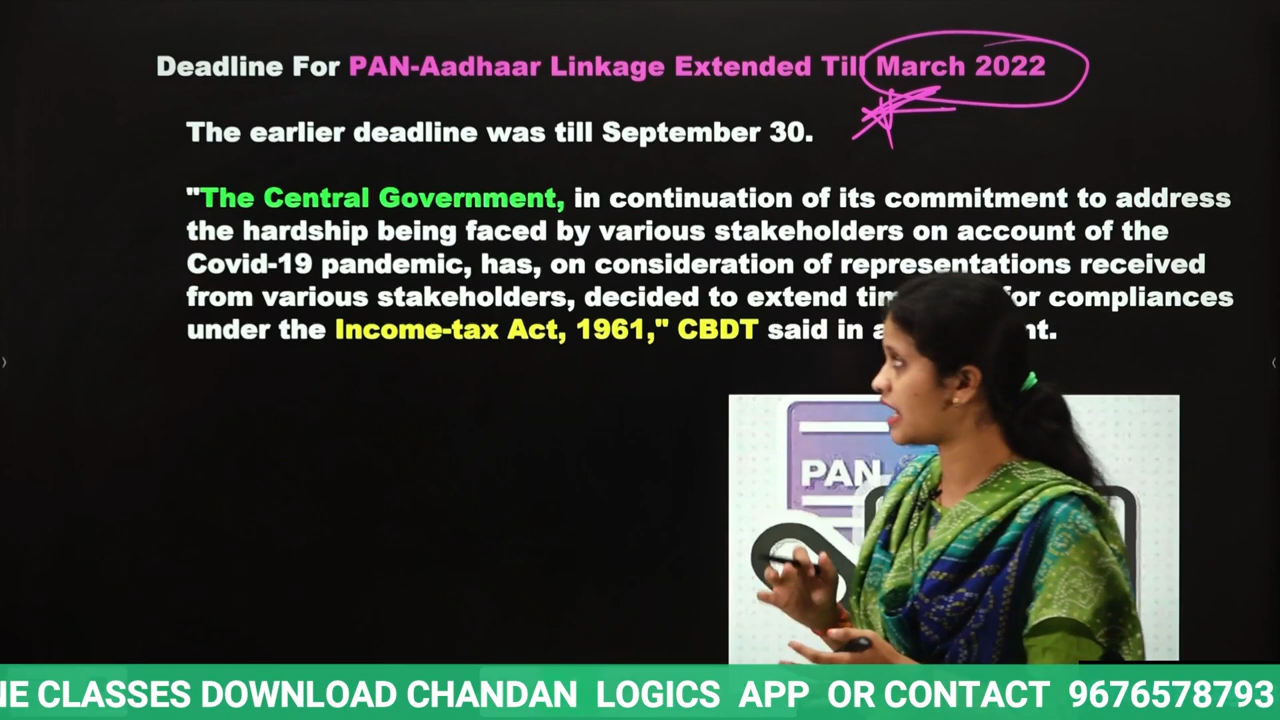 Deadline For PAN-Aadhaar Linkage Extended Till March 2022
The earlier deadline was till September 30.
"The Central Government, in continuation of its commitment to address
the hardship being faced by various stakeholders on account of the
Covid-19 pandemic, has, on consideration of representations received
from various stakeholders, decided to extend for compliances
under the Income-tax Act, 1961," CBDT said in
PAN
CLASSES DOWNLOAD CHANDAN LOGICS APP OR CONTACT 9676578793